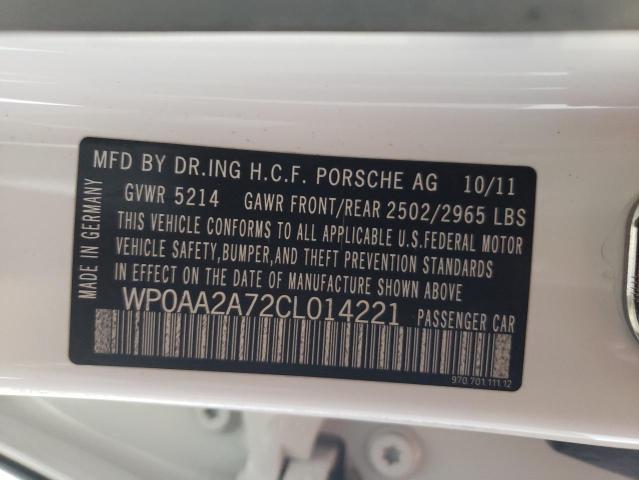 MFD BY DR.ING H.C.F. PORSCHE AG 10/11
GVWR 5214 GAWR FRONT/REAR 2502/2965 LBS
THIS VEHICLE CONFORMS TO ALL APPLICABLE U.S.FEDERAL MOTOR
VEHICLE SAFETY,BUMPER,AND THEFT PREVENTION STANDARDS
IN EFFECT ON THE DATE OF MANUFACTURE SHOWN ABOVE
WP0AA2A72CL014221 PASSENGER CAR
970.701.111.12
MADE IN GERMANY